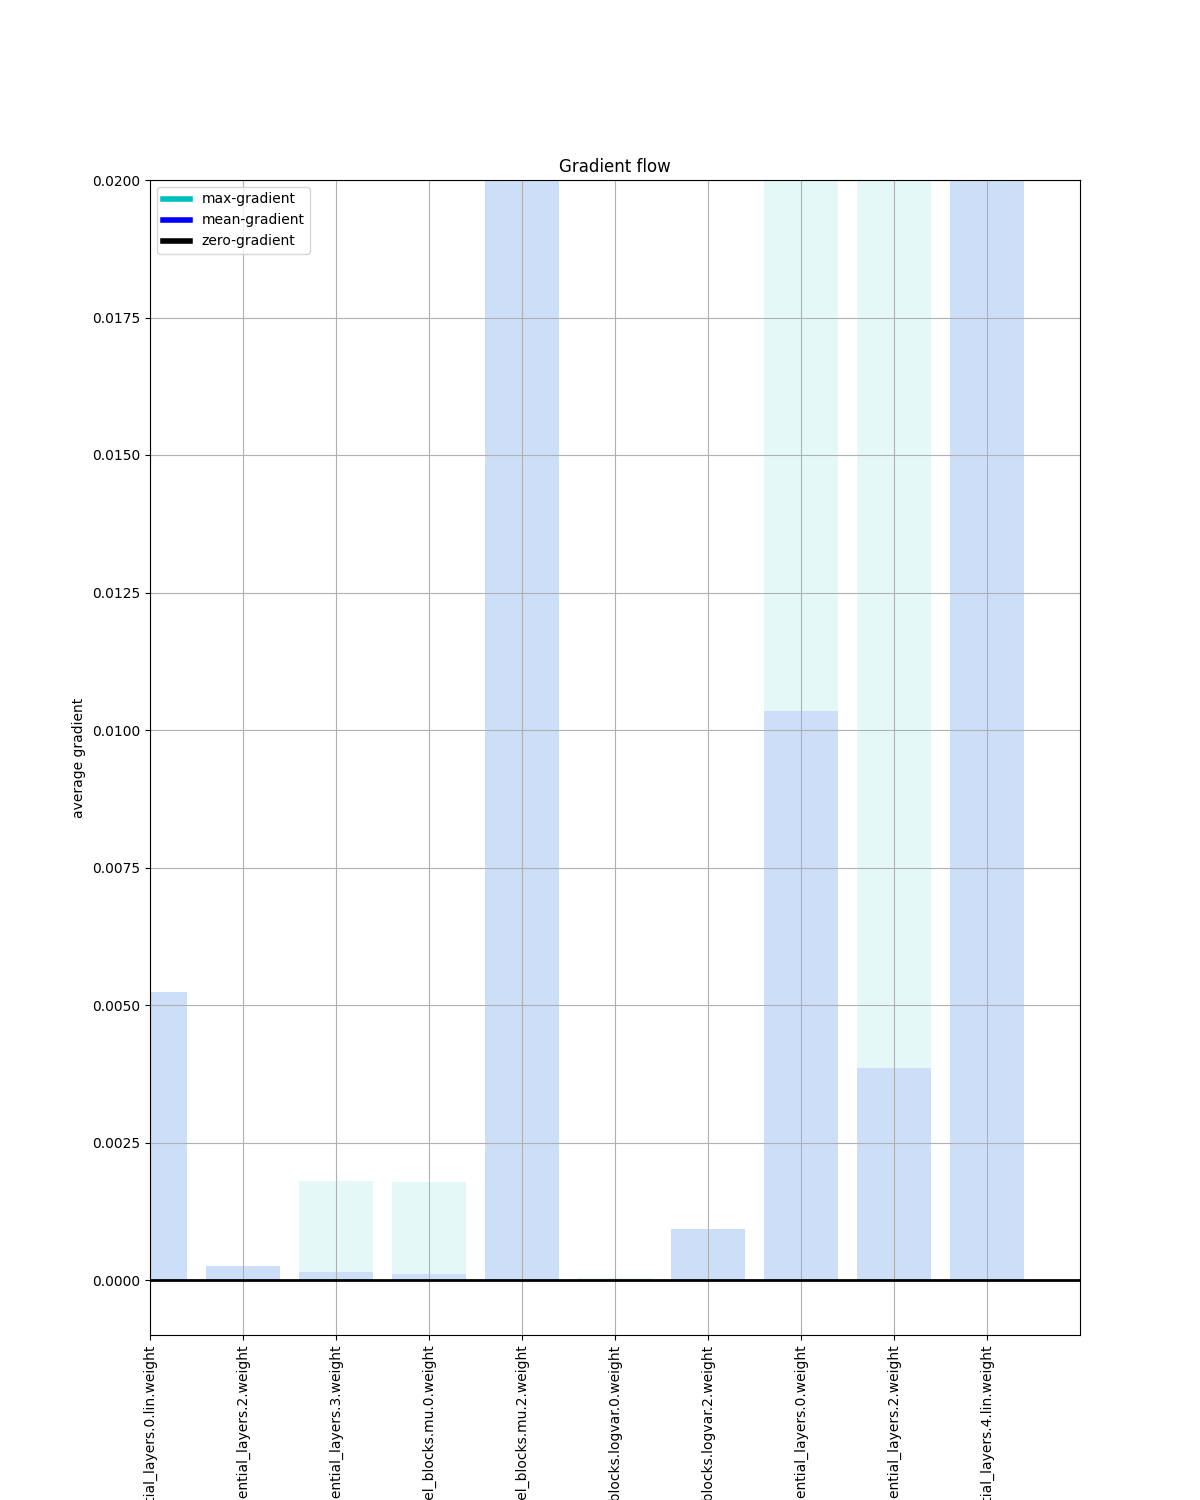 Gradient flow
max-gradient
mean-gradient
zero-gradient
0.0200
0.0175
0.0150
0.0125
0.0100
0.0075
0.0050
0.0025
0.0000
average gradient
tial_layers.0.lin.weight
ential_layers.2.weight
ential_layers.3.weight
el_blocks.mu.0.weight
el_blocks.mu.2.weight
blocks.logvar.0.weight
blocks.logvar.2.weight
ential_layers.0.weight
ential_layers.2.weight
tial_layers.4.lin.weight